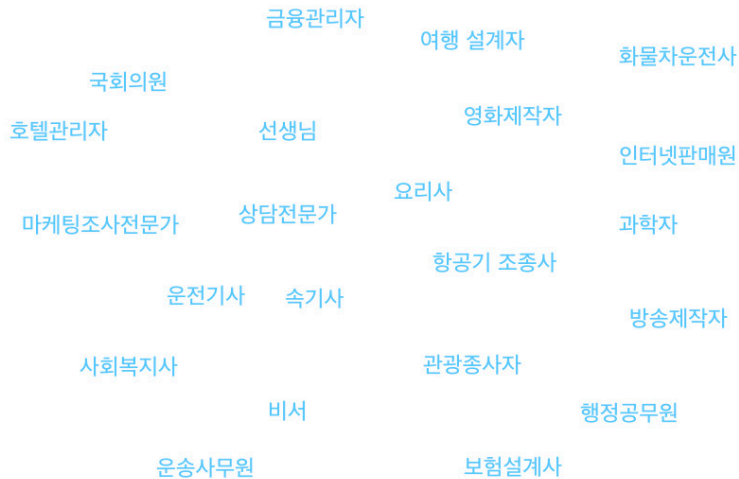 금융관리자
여행 설계자
화물차운전사
국회의원
영화제작자
호텔관리자
선생님
인터넷판매원
요리사
상담전문가
마케팅조사전문가
과학자
항공기 조종사
운전기사
속기사
방송제작자
사회복지사
관광종사자
비서
행정공무원
운송사무원
보험설계사